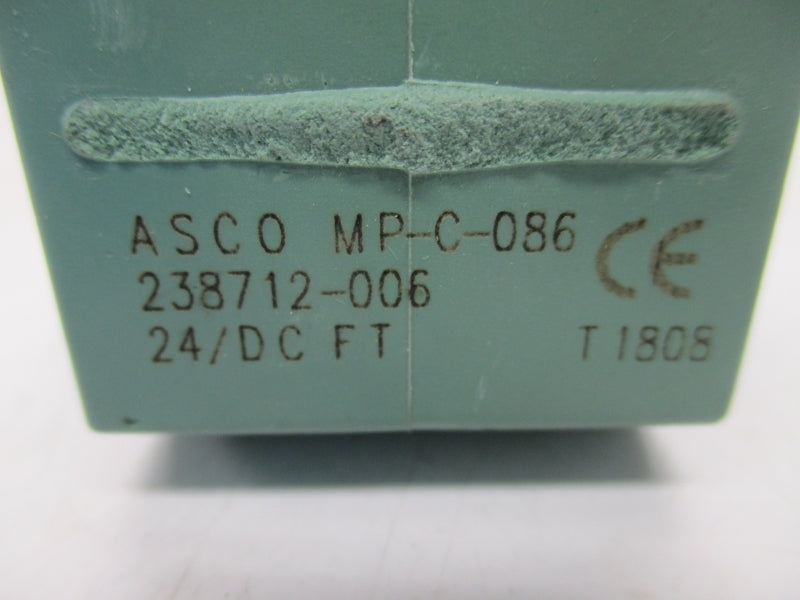 ASCO MP-C-086
238712-006 CE
24/DC FT T1808